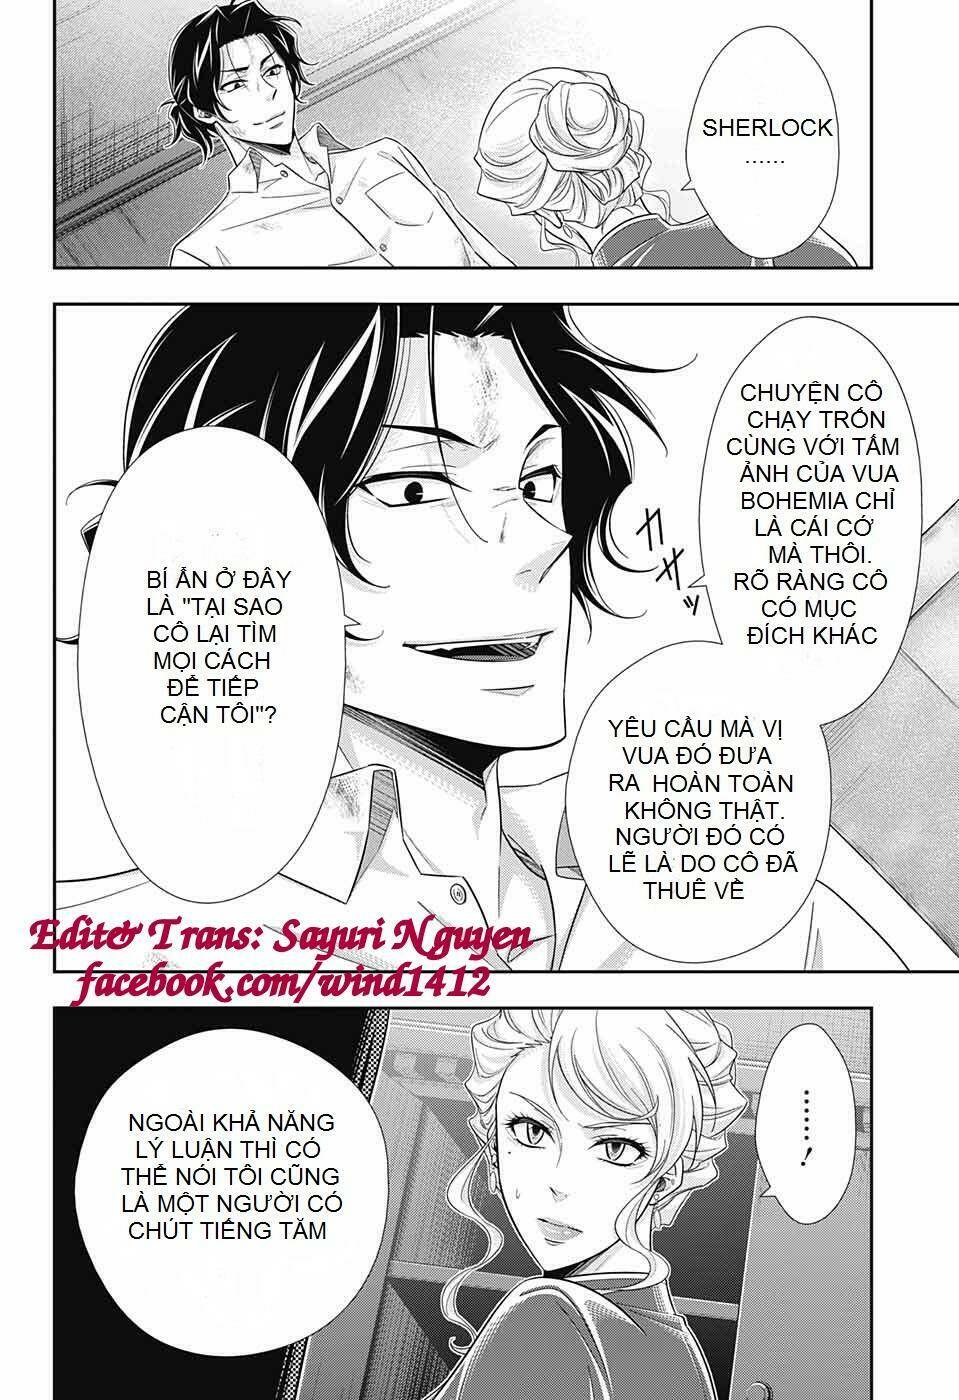 SHERLOCK
......
CHUYỆN CÔ
CHẠY TRỐN
CÙNG VỚI TẤM
ẢNH CỦA VUA
BOHEMIA CHỈ
LÀ CÁI CỚ
MÀ THÔI.
RÕ RÀNG CÔ
CÓ MỤC
ĐÍCH KHÁC
ガガッ
YÊU CẦU MÀ VỊ
VUA ĐÓ ĐƯA
RA HOÀN TOÀN
KHÔNG THẬT.
NGƯỜI ĐÓ CÓ
LẼ LÀ DO CÔ ĐÃ
THUÊ VỀ
BÍ ẨN Ở ĐÂY
LÀ "TẠI SAO
CÔ LẠI TÌM
MỌI CÁCH
ĐỂ TIẾP
CẬN TÔI"?
Edit& Trans: Sayuri Nguyen
facebook.com/wind1412
......!
NGOÀI KHẢ NĂNG
LÝ LUẬN THÌ CÓ
THỂ NÓI TÔI CŨNG
LÀ MỘT NGƯỜI CÓ
CHÚT TIẾNG TĂM